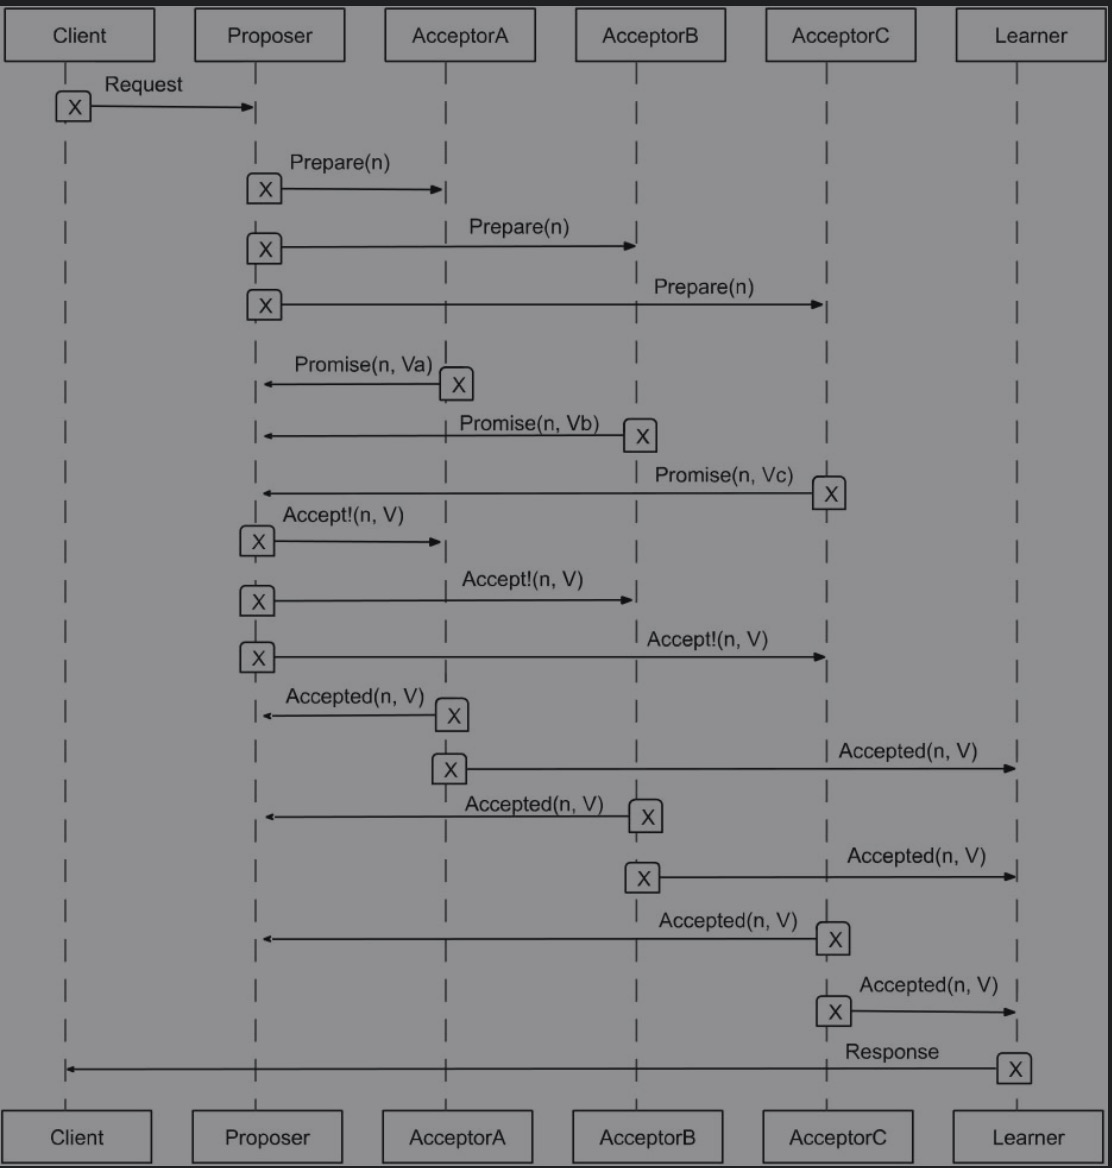 Client Proposer AcceptorA AcceptorB AcceptorC Learner
Request
X
Prepare(n)
X
Prepare(n)
X
Prepare(n)
X
Promise(n, Va)
X
Promise(n, Vb)
X
Promise(n, Vc)
X
Accept!(n, V)
X
Accept!(n, V)
X
Accept!(n, V)
X
Accepted(n, V)
X
Accepted(n, V)
X
Accepted(n, V)
X
Accepted(n, V)
X
Accepted(n, V)
X
Accepted(n, V)
X
Response
X
Client Proposer AcceptorA AcceptorB AcceptorC Learner